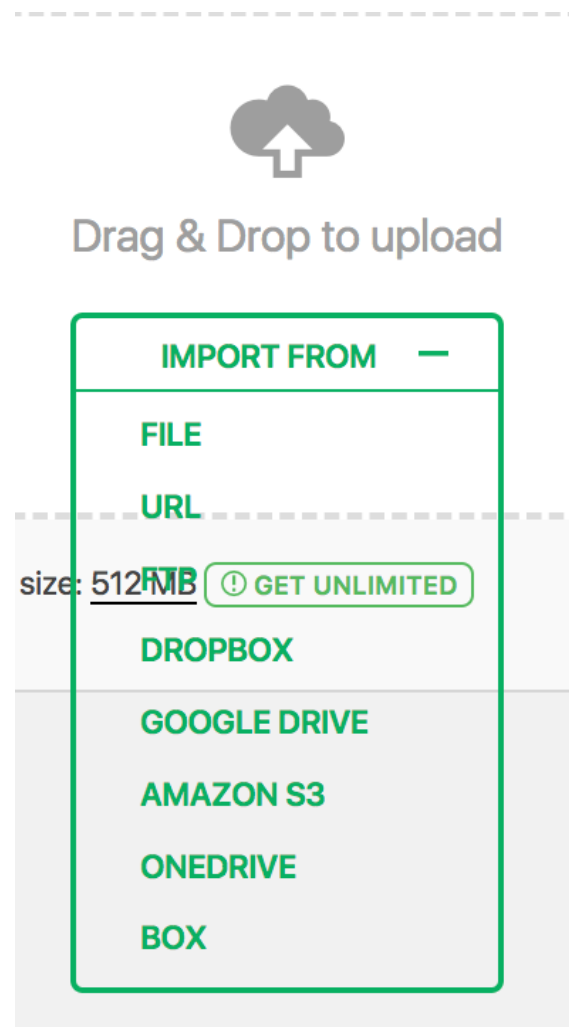 Drag & Drop to upload
IMPORT FROM
FILE
URL
size: 512 MB GET UNLIMITED
FTP
DROPBOX
GOOGLE DRIVE
AMAZON S3
ONEDRIVE
BOX